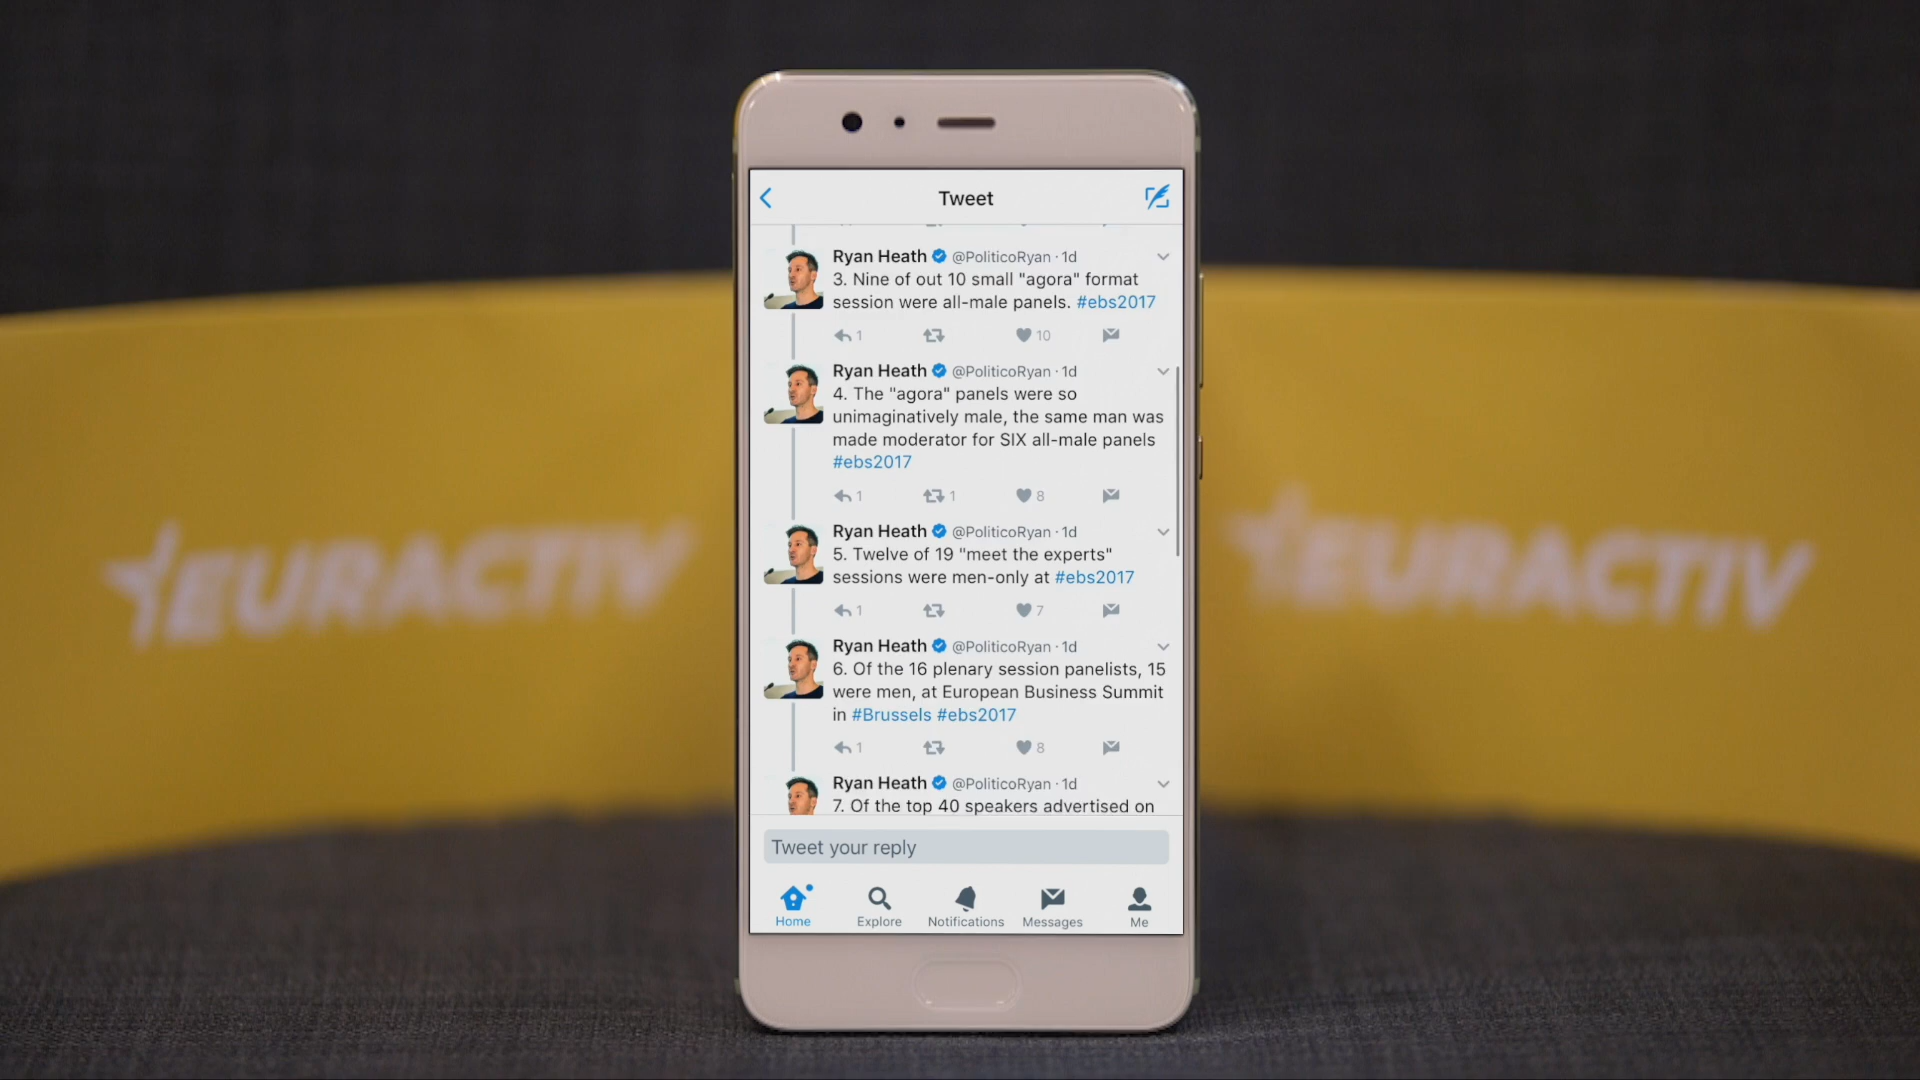 Tweet
Ryan Heath @PoliticoRyan · 1d
3. Nine of out 10 small "agora" format
session were all-male panels. #ebs2017
1
10
Ryan Heath @PoliticoRyan · 1d
4. The "agora" panels were so
unimaginatively male, the same man was
made moderator for SIX all-male panels
#ebs2017
1
1
8
Ryan Heath @PoliticoRyan · 1d
5. Twelve of 19 "meet the experts"
sessions were men-only at #ebs2017
1
7
Ryan Heath @PoliticoRyan · 1d
6. Of the 16 plenary session panelists, 15
were men, at European Business Summit
in #Brussels #ebs2017
1
8
Ryan Heath @PoliticoRyan · 1d
7. Of the top 40 speakers advertised on
Tweet your reply
Home Explore Notifications Messages Me
EURACTIV
EURACTIV